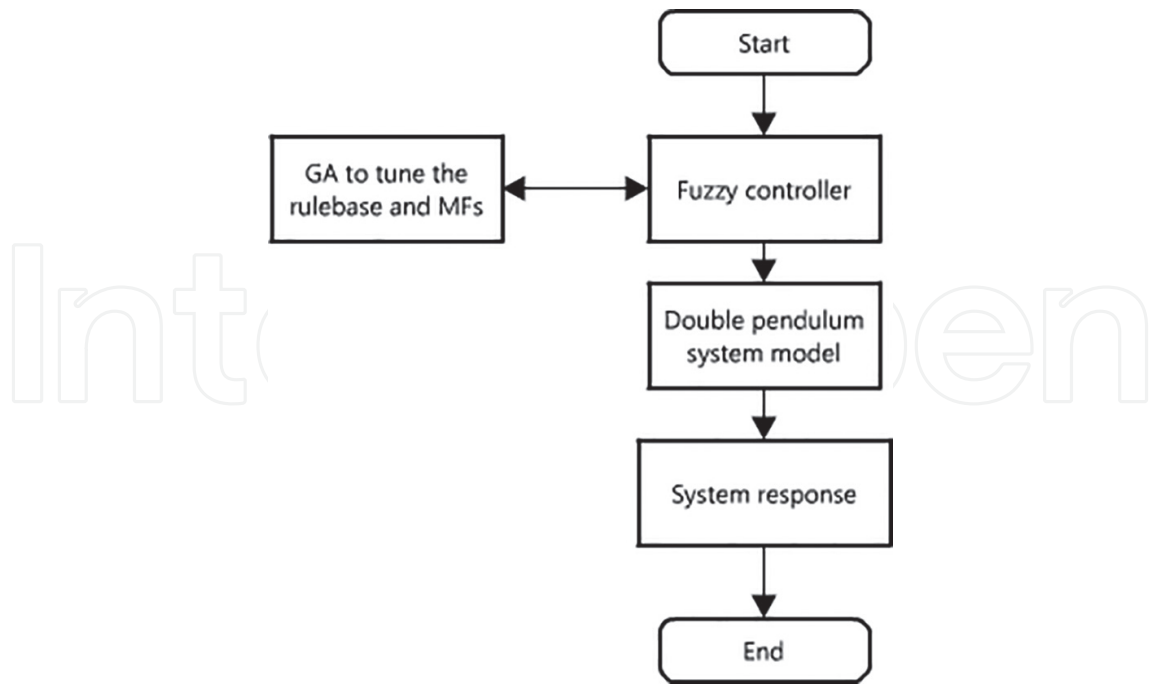 Start
GA to tune the
rulebase and MFs
Fuzzy controller
Double pendulum
system model
System response
End